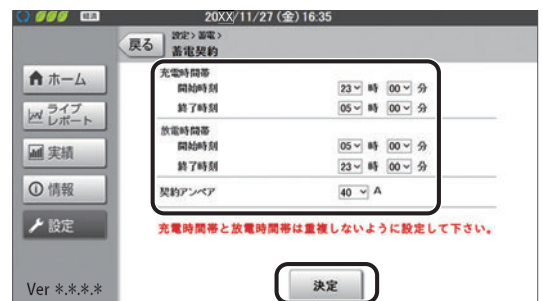 経済 20XX/11/27 (金) 16:35
戻る
設定> 蓄電>
蓄電契約
ホーム
ライブ
レポート
実績
情報
設定
充電時間帯
開始時刻 23 時 00 分
終了時刻 05 時 00 分
放電時間帯
開始時刻 05 時 00 分
終了時刻 23 時 00 分
契約アンペア 40 A
充電時間帯と放電時間帯は重複しないように設定して下さい。
決定
Ver *.*.*.*